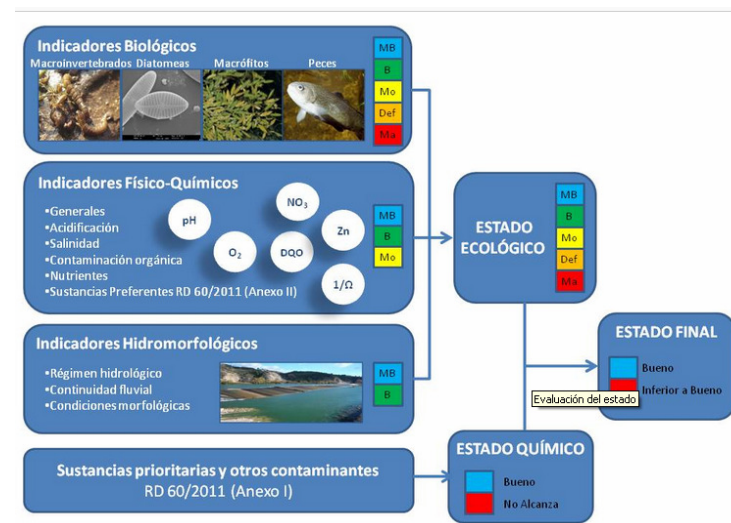 Indicadores Biológicos
Macroinvertebrados Diatomeas Macrófitos Peces
MB
B
Mo
Def
Ma
Indicadores Físico-Químicos
•Generales
•Acidificación
•Salinidad
•Contaminación orgánica
•Nutrientes
•Sustancias Preferentes RD 60/2011 (Anexo II)
pH
NO3
O2
DQO
Zn
1/Ω
MB
B
Mo
Indicadores Hidromorfológicos
•Régimen hidrológico
•Continuidad fluvial
•Condiciones morfológicas
MB
B
Sustancias prioritarias y otros contaminantes
RD 60/2011 (Anexo I)
ESTADO
ECOLÓGICO
MB
B
Mo
Def
Ma
ESTADO QUÍMICO
Bueno
No Alcanza
ESTADO FINAL
Bueno
Inferior a Bueno
Evaluación del estado